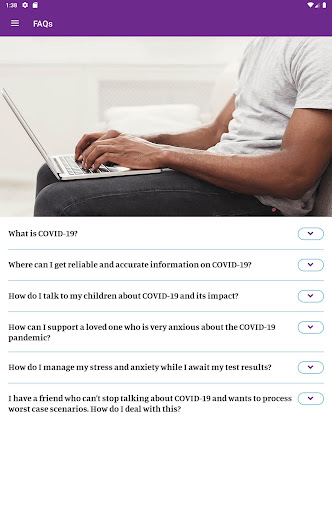 1:38
FAQs
What is COVID-19?
Where can I get reliable and accurate information on COVID-19?
How do I talk to my children about COVID-19 and its impact?
How can I support a loved one who is very anxious about the COVID-19
pandemic?
How do I manage my stress and anxiety while I await my test results?
I have a friend who can't stop talking about COVID-19 and wants to process
worst case scenarios. How do I deal with this?